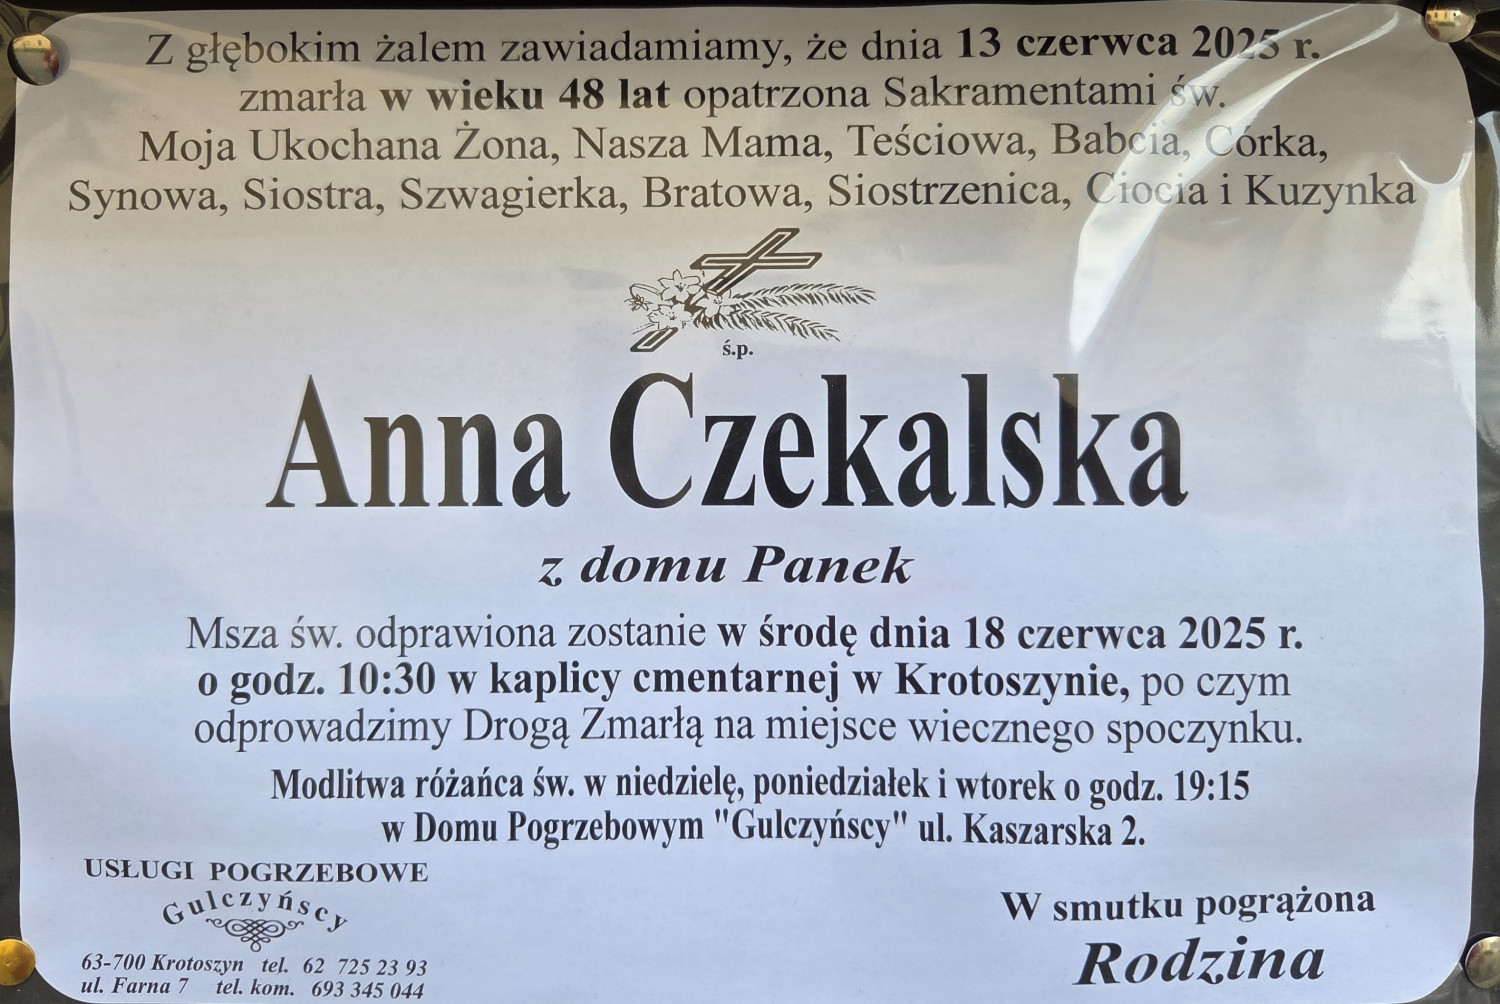 Z głębokim żalem zawiadamiamy, że dnia 13 czerwca 2025 r.
zmarła w wieku 48 lat opatrzona Sakramentami św.
Moja Ukochana Żona, Nasza Mama, Teściowa, Babcia, Córka,
Synowa, Siostra, Szwagierka, Bratowa, Siostrzenica, Ciocia i Kuzynka
ś.p.
Anna Czekalska
z domu Panek
Msza św. odprawiona zostanie w środę dnia 18 czerwca 2025 r.
o godz. 10:30 w kaplicy cmentarnej w Krotoszynie, po czym
odprowadzimy Drogą Zmarłą na miejsce wiecznego spoczynku.
Modlitwa różańca św. w niedzielę, poniedziałek i wtorek o godz. 19:15
w Domu Pogrzebowym "Gulczyńscy" ul. Kaszarska 2.
USŁUGI POGRZEBOWE
Gulczyńscy
63-700 Krotoszyn tel. 62 725 23 93
ul. Farna 7 tel. kom. 693 345 044
W smutku pogrążona
Rodzina